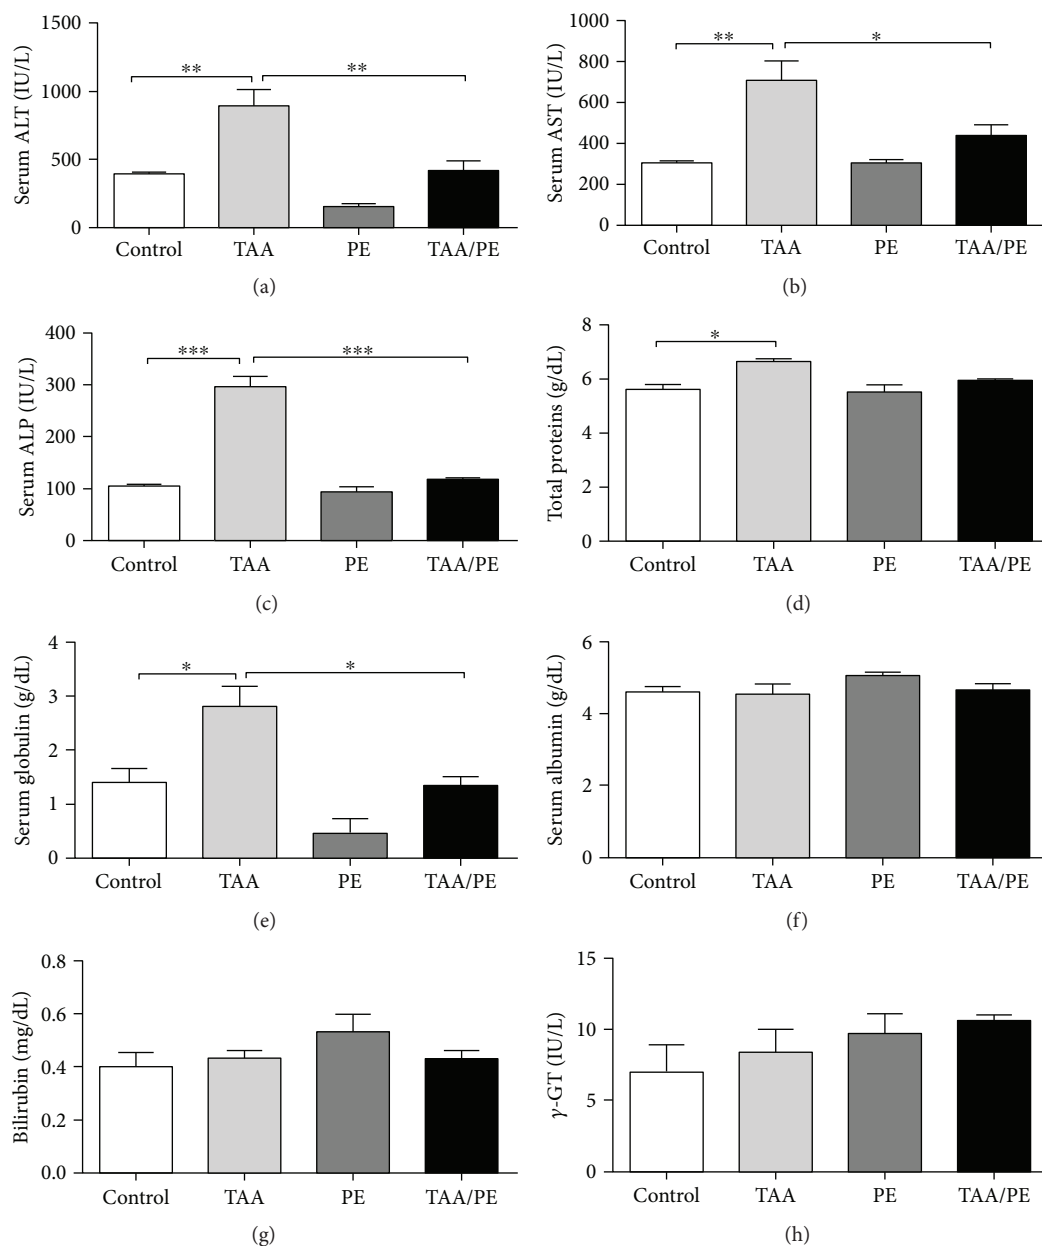 Serum ALT (IU/L)
1500
1000
500
0
** **
Control TAA PE TAA/PE
(a)
Serum AST (IU/L)
1000
800
600
400
200
0
** *
Control TAA PE TAA/PE
(b)
Serum ALP (IU/L)
400
300
200
100
0
*** ***
Control TAA PE TAA/PE
(c)
Total proteins (g/dL)
8
6
4
2
0
*
Control TAA PE TAA/PE
(d)
Serum globulin (g/dL)
4
3
2
1
0
* *
Control TAA PE TAA/PE
(e)
Serum albumin (g/dL)
6
4
2
0
Control TAA PE TAA/PE
(f)
Bilirubin (mg/dL)
0.8
0.6
0.4
0.2
0.0
Control TAA PE TAA/PE
(g)
γ-GT (IU/L)
15
10
5
0
Control TAA PE TAA/PE
(h)